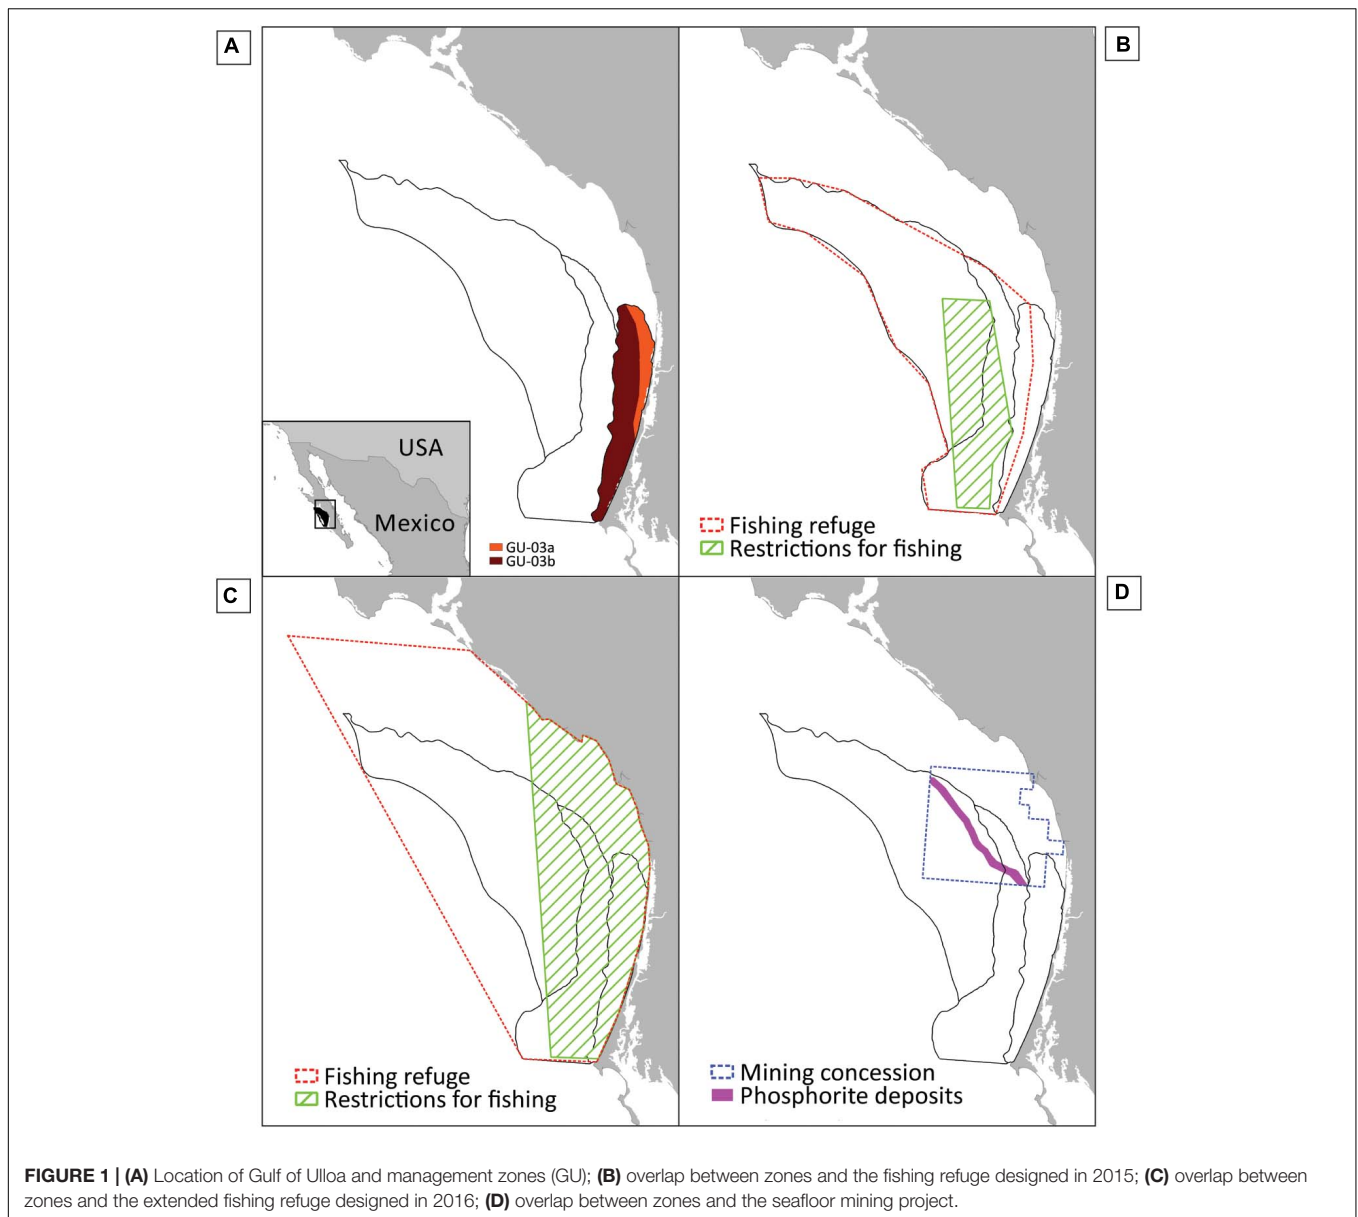 A
B
USA
Mexico
GU-03a
GU-03b
Fishing refuge
Restrictions for fishing
C
D
Fishing refuge
Restrictions for fishing
Mining concession
Phosphorite deposits
FIGURE 1 | (A) Location of Gulf of Ulloa and management zones (GU); (B) overlap between zones and the fishing refuge designed in 2015; (C) overlap between
zones and the extended fishing refuge designed in 2016; (D) overlap between zones and the seafloor mining project.